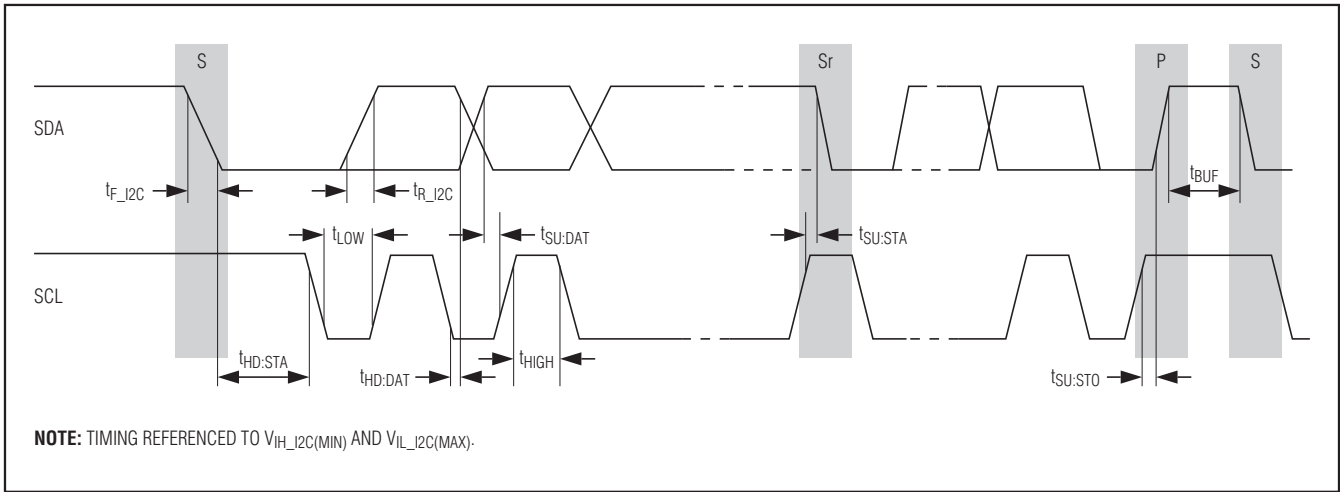 S
Sr
P
S
SDA
tF_I2C
tR_I2C
tBUF
tLOW
tSU:DAT
tSU:STA
SCL
tHD:STA
tHD:DAT
tHIGH
tSU:STO
NOTE: TIMING REFERENCED TO VIH_I2C(MIN) AND VIL_I2C(MAX).